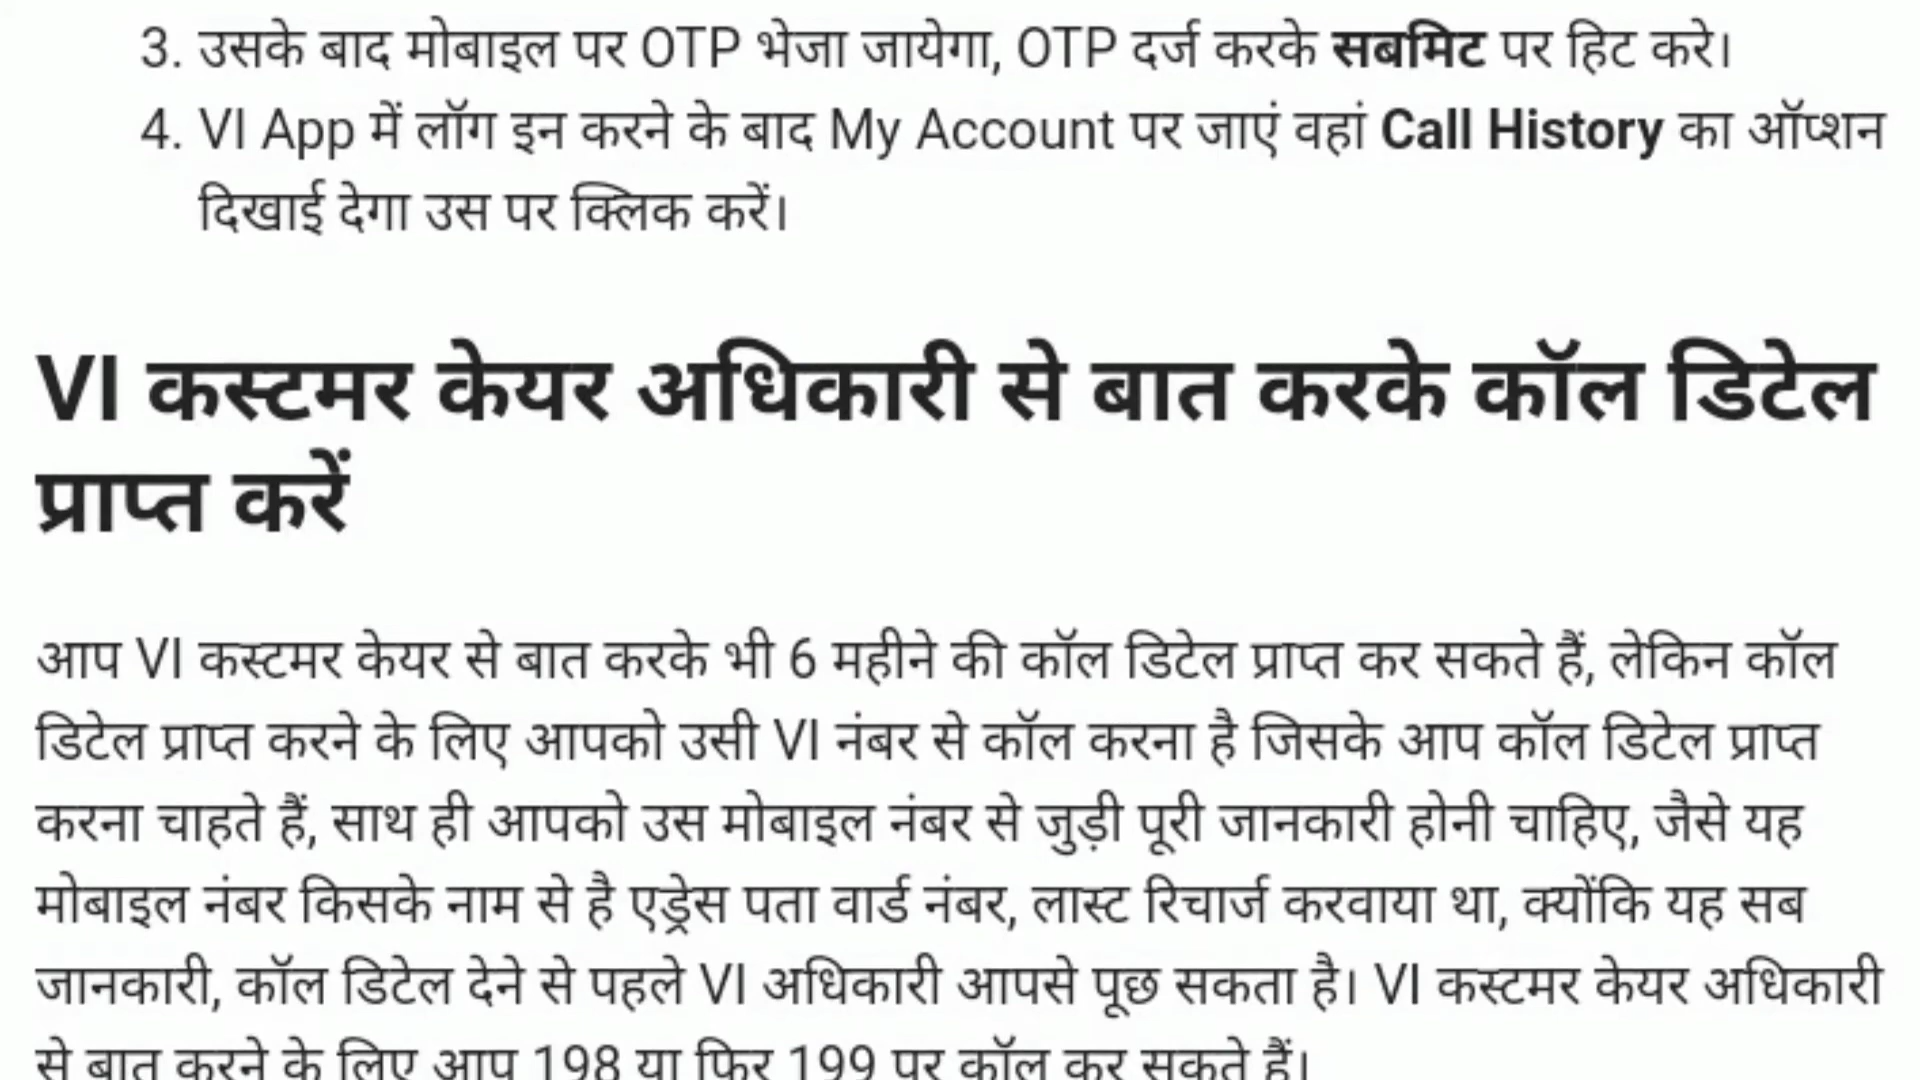 3. उसके बाद मोबाइल पर OTP भेजा जायेगा, OTP दर्ज करके सबमिट पर हिट करे।
4. VI App में लॉग इन करने के बाद My Account पर जाएं वहां Call History का ऑप्शन
दिखाई देगा उस पर क्लिक करें।
VI कस्टमर केयर अधिकारी से बात करके कॉल डिटेल
प्राप्त करें
आप VI कस्टमर केयर से बात करके भी 6 महीने की कॉल डिटेल प्राप्त कर सकते हैं, लेकिन कॉल
डिटेल प्राप्त करने के लिए आपको उसी VI नंबर से कॉल करना है जिसके आप कॉल डिटेल प्राप्त
करना चाहते हैं, साथ ही आपको उस मोबाइल नंबर से जुड़ी पूरी जानकारी होनी चाहिए, जैसे यह
मोबाइल नंबर किसके नाम से है एड्रेस पता वार्ड नंबर, लास्ट रिचार्ज करवाया था, क्योंकि यह सब
जानकारी, कॉल डिटेल देने से पहले VI अधिकारी आपसे पूछ सकता है। VI कस्टमर केयर अधिकारी
से बात करने के लिए आप 198 या फिर 199 पर कॉल कर सकते हैं।